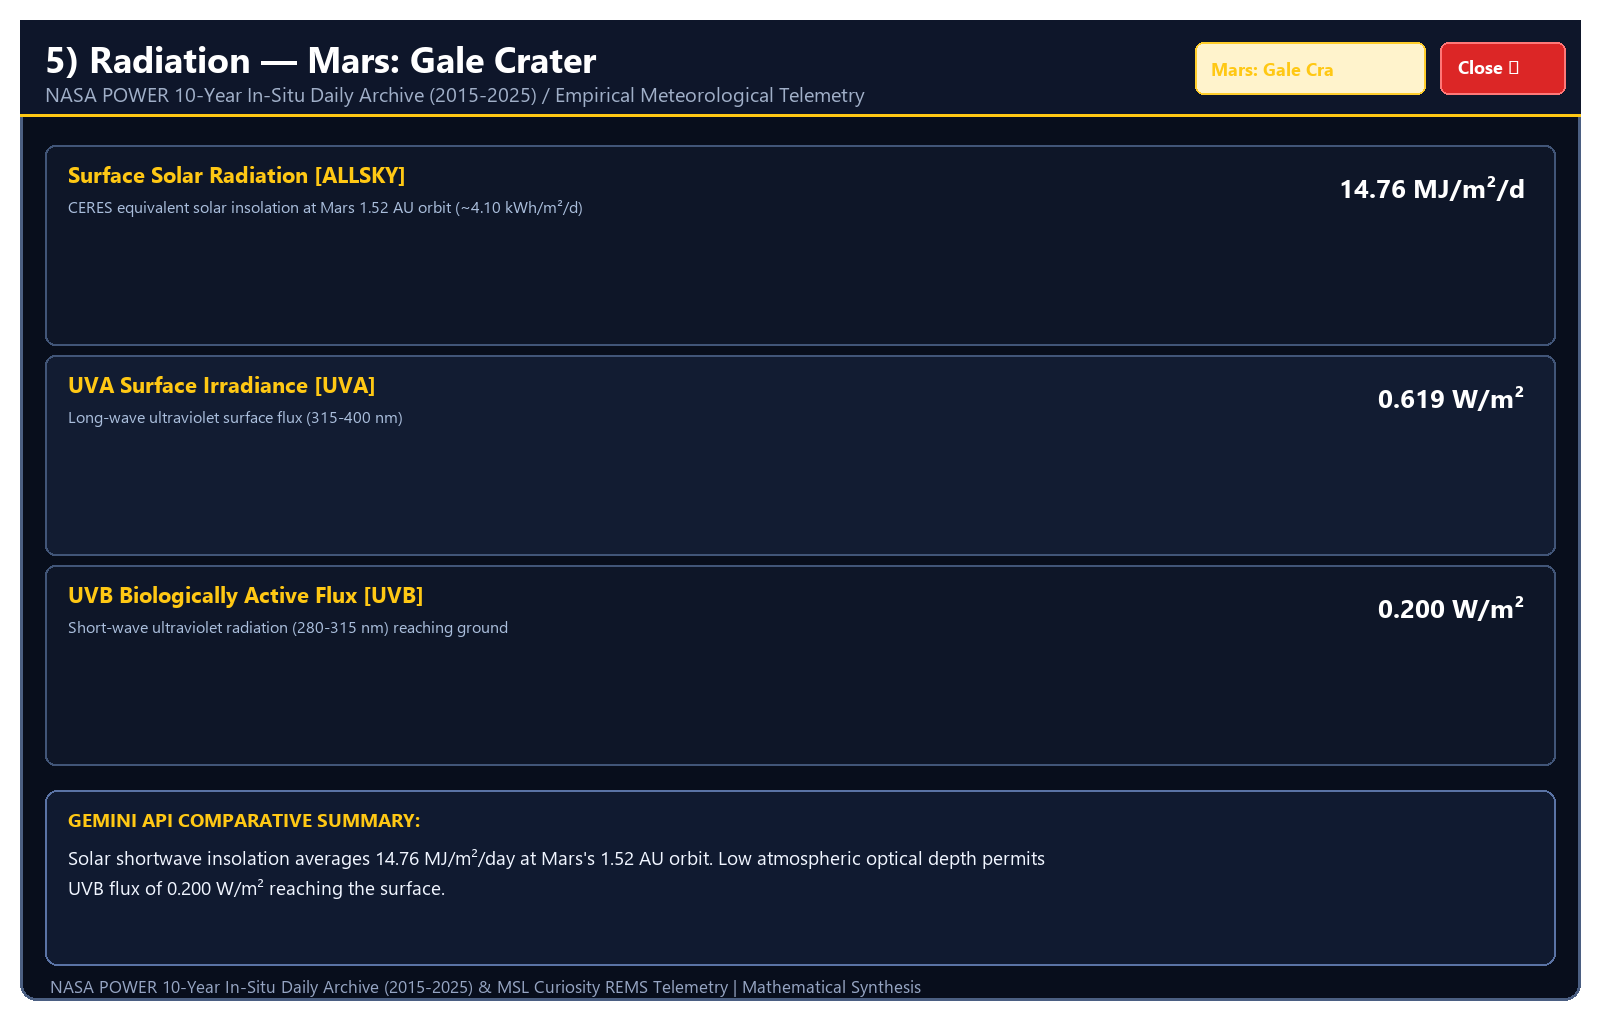 5) Radiation — Mars: Gale Crater
NASA POWER 10-Year In-Situ Daily Archive (2015-2025) / Empirical Meteorological Telemetry
Mars: Gale Cra
Close ▯
Surface Solar Radiation [ALLSKY]
14.76 MJ/m²/d
CERES equivalent solar insolation at Mars 1.52 AU orbit (~4.10 kWh/m²/d)
UVA Surface Irradiance [UVA]
0.619 W/m²
Long-wave ultraviolet surface flux (315-400 nm)
UVB Biologically Active Flux [UVB]
0.200 W/m²
Short-wave ultraviolet radiation (280-315 nm) reaching ground
GEMINI API COMPARATIVE SUMMARY:
Solar shortwave insolation averages 14.76 MJ/m²/day at Mars's 1.52 AU orbit. Low atmospheric optical depth permits
UVB flux of 0.200 W/m² reaching the surface.
NASA POWER 10-Year In-Situ Daily Archive (2015-2025) & MSL Curiosity REMS Telemetry | Mathematical Synthesis